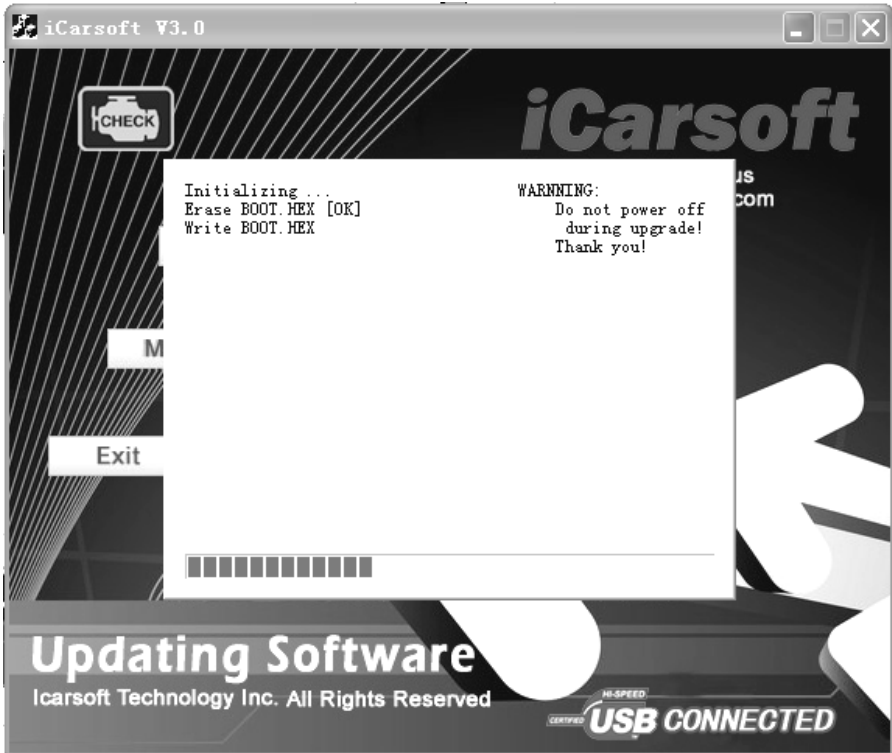 iCarsoft V3.0
CHECK
iCarsoft
us
com
Initializing ...
Erase BOOT.HEX [OK]
Write BOOT.HEX
WARNNING:
Do not power off
during upgrade!
Thank you!
M
Exit
Updating Software
Icarsoft Technology Inc. All Rights Reserved
HI-SPEED
CERTIFIED USB CONNECTED